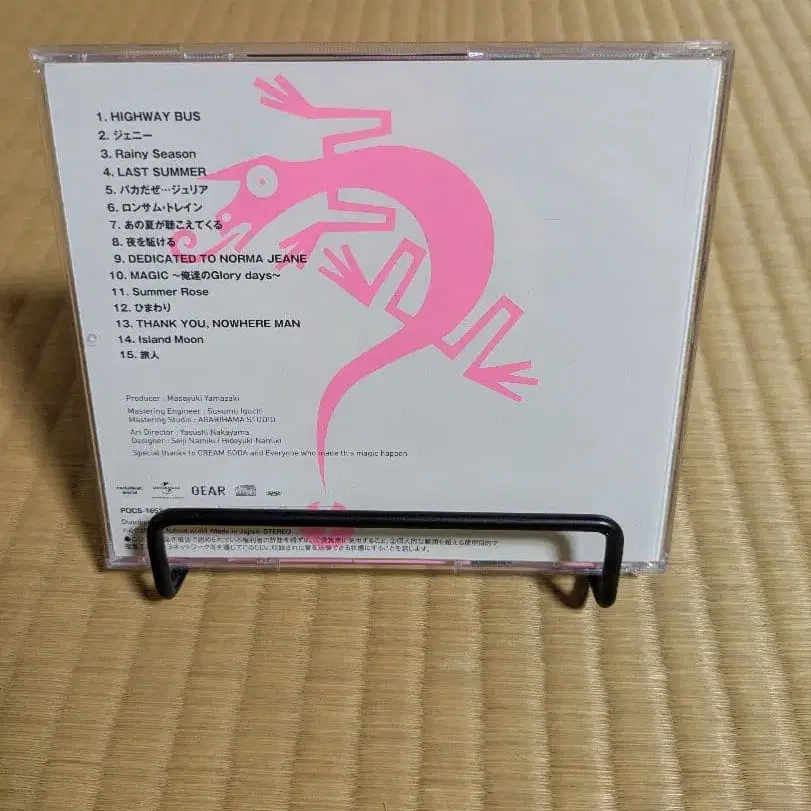 1. HIGHWAY BUS
2. ジェニー
3. Rainy Season
4. LAST SUMMER
5. バカだぜ…ジュリア
6. ロンサム・トレイン
7. あの夏が聴こえてくる
8. 夜を駆ける
9. DEDICATED TO NORMA JEANE
10. MAGIC 〜俺達のGlory days〜
11. Summer Rose
12. ひまわり
13. THANK YOU, NOWHERE MAN
14. Island Moon
15. 旅人
Producer : Masayuki Yamazaki
Mastering Engineer : Susumu Iguchi
Mastering Studio : ABARIHAMA STUDIO
Art Director : Yasushi Nakayama
Designer : Seiji Namiki / Hideyuki Namiki
Special thanks to CREAM SODA and Everyone who made this magic happen
GEAR
Made in Japan STEREO